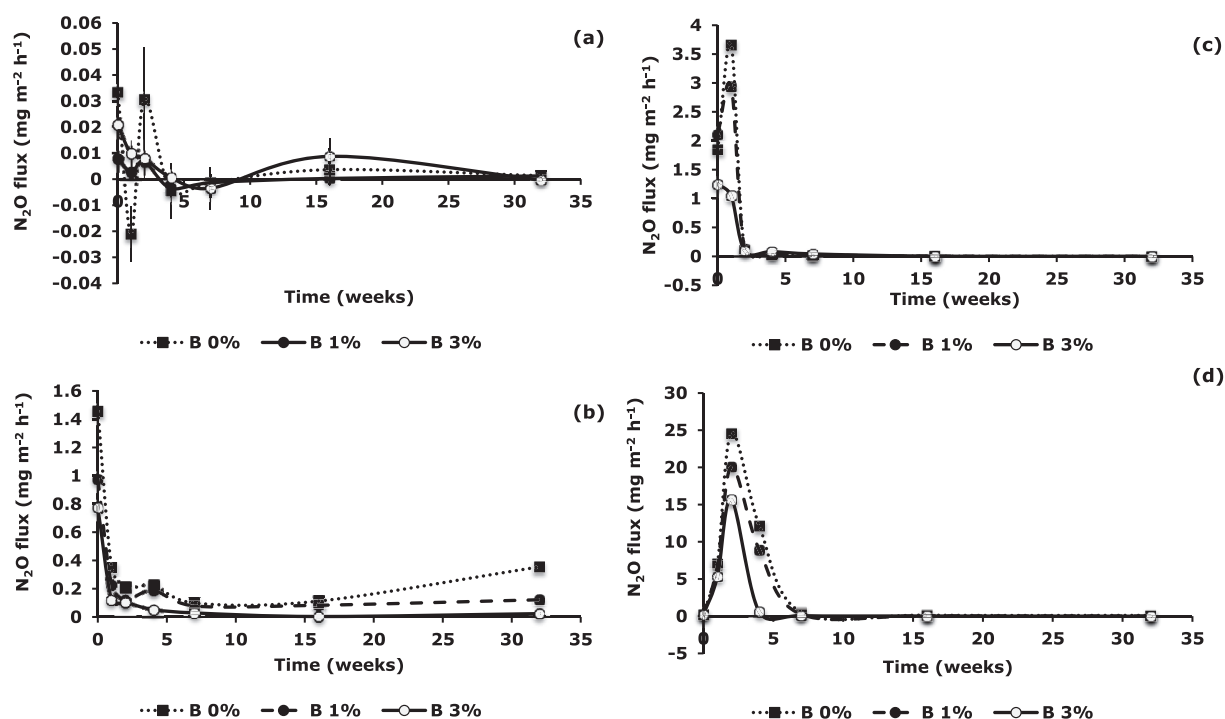 (a)
N₂O flux (mg m⁻² h⁻¹)
0.06
0.05
0.04
0.03
0.02
0.01
0
-0.01
-0.02
-0.03
-0.04
0 5 10 15 20 25 30 35
Time (weeks)
B 0% B 1% B 3%
(b)
N₂O flux (mg m⁻² h⁻¹)
1.6
1.4
1.2
1
0.8
0.6
0.4
0.2
0
0 5 10 15 20 25 30 35
Time (weeks)
B 0% B 1% B 3%
(c)
N₂O flux (mg m⁻² h⁻¹)
4
3.5
3
2.5
2
1.5
1
0.5
0
-0.5
0 5 10 15 20 25 30 35
Time (weeks)
B 0% B 1% B 3%
(d)
N₂O flux (mg m⁻² h⁻¹)
30
25
20
15
10
5
0
-5
0 5 10 15 20 25 30 35
Time (weeks)
B 0% B 1% B 3%